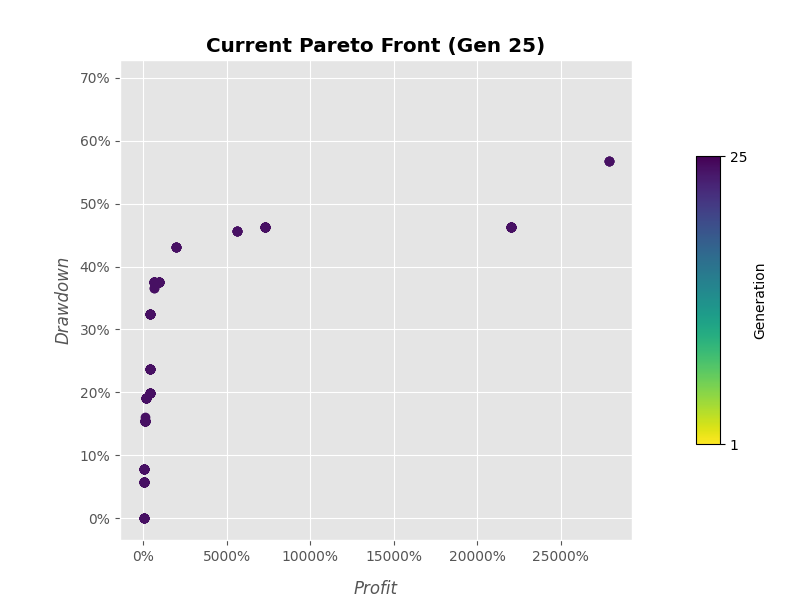 Current Pareto Front (Gen 25)
70%
60%
50%
40%
30%
20%
10%
0%
Drawdown
0% 5000% 10000% 15000% 20000% 25000%
Profit
25
1
Generation